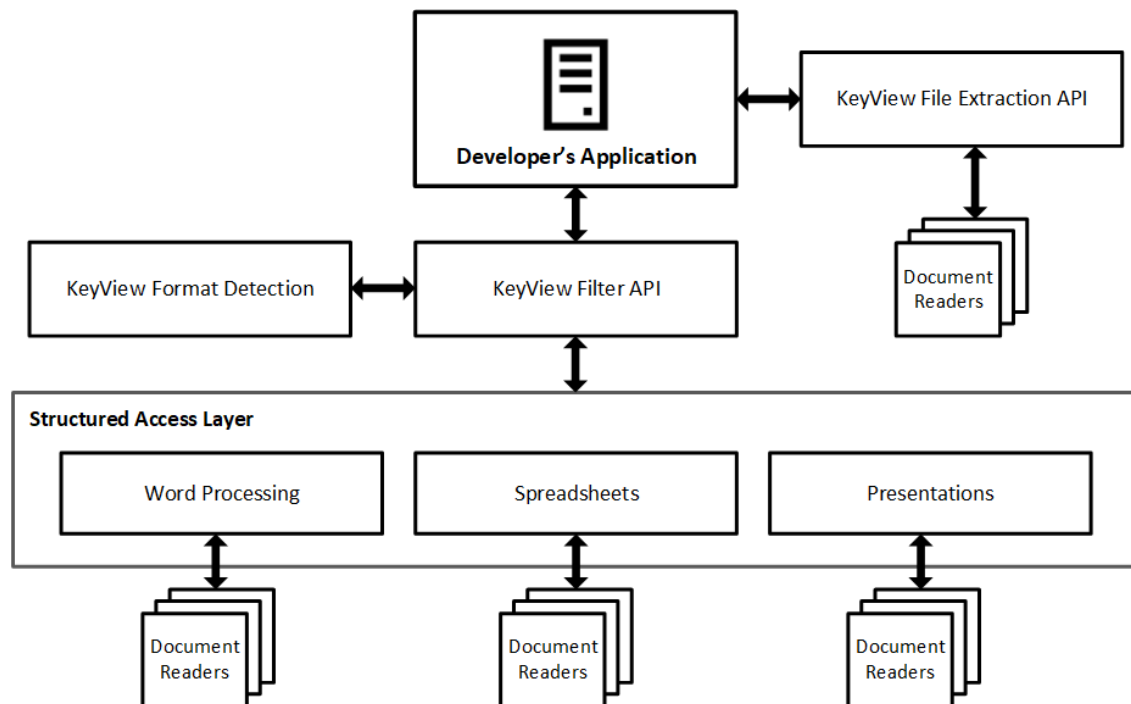 KeyView File Extraction API
Developer's Application
KeyView Format Detection
KeyView Filter API
Document
Readers
Structured Access Layer
Word Processing
Spreadsheets
Presentations
Document
Readers
Document
Readers
Document
Readers